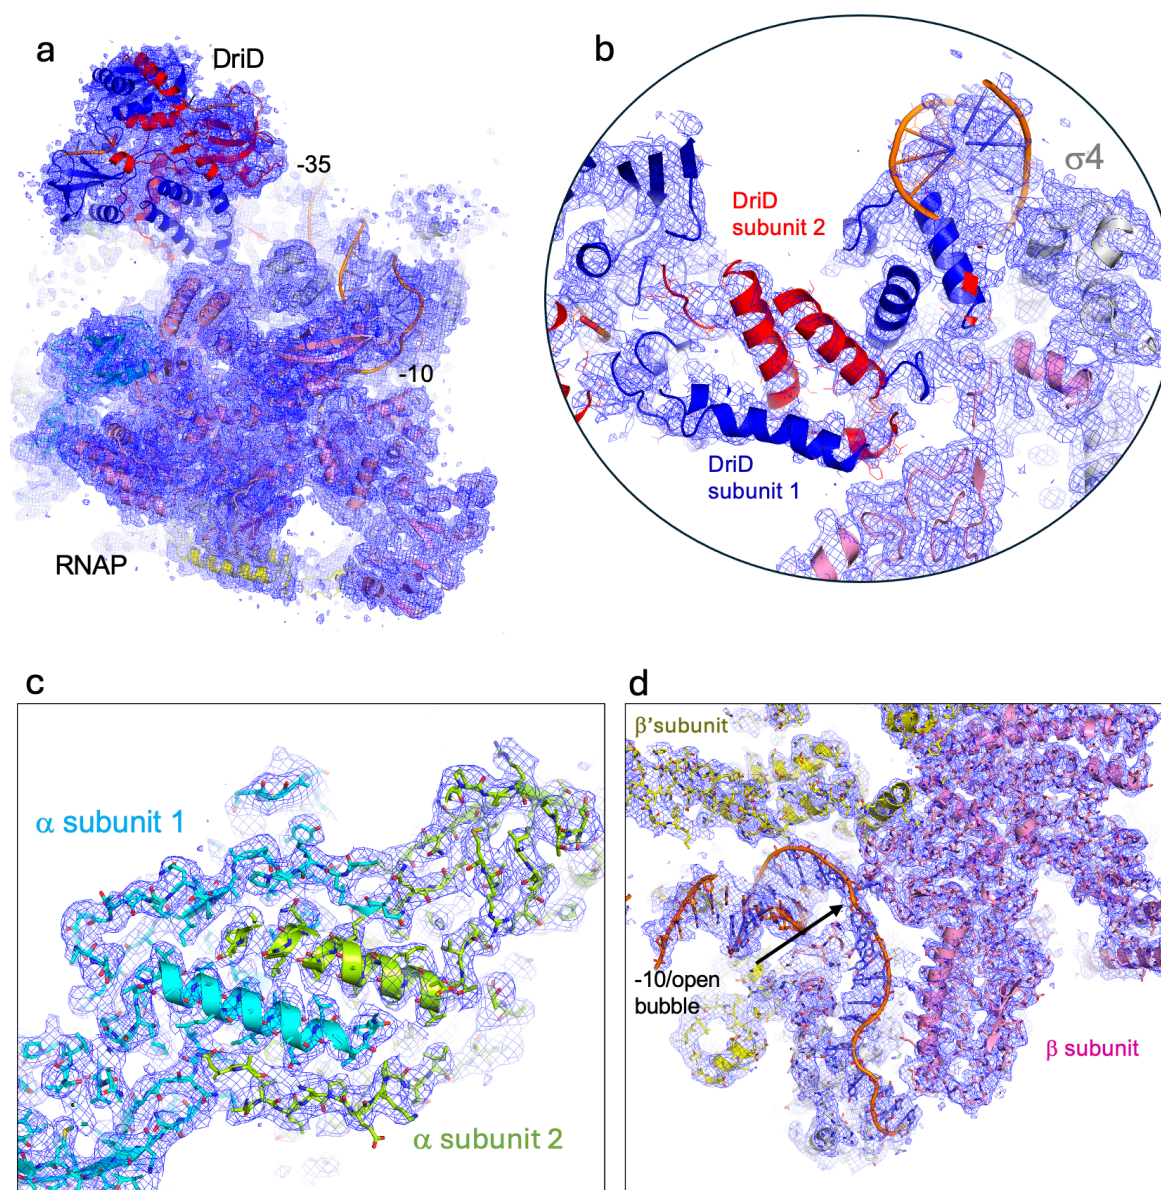 a
DriD
-35
-10
RNAP
b
σ4
DriD
subunit 2
DriD
subunit 1
c
α subunit 1
α subunit 2
d
β'subunit
-10/open
bubble
β subunit